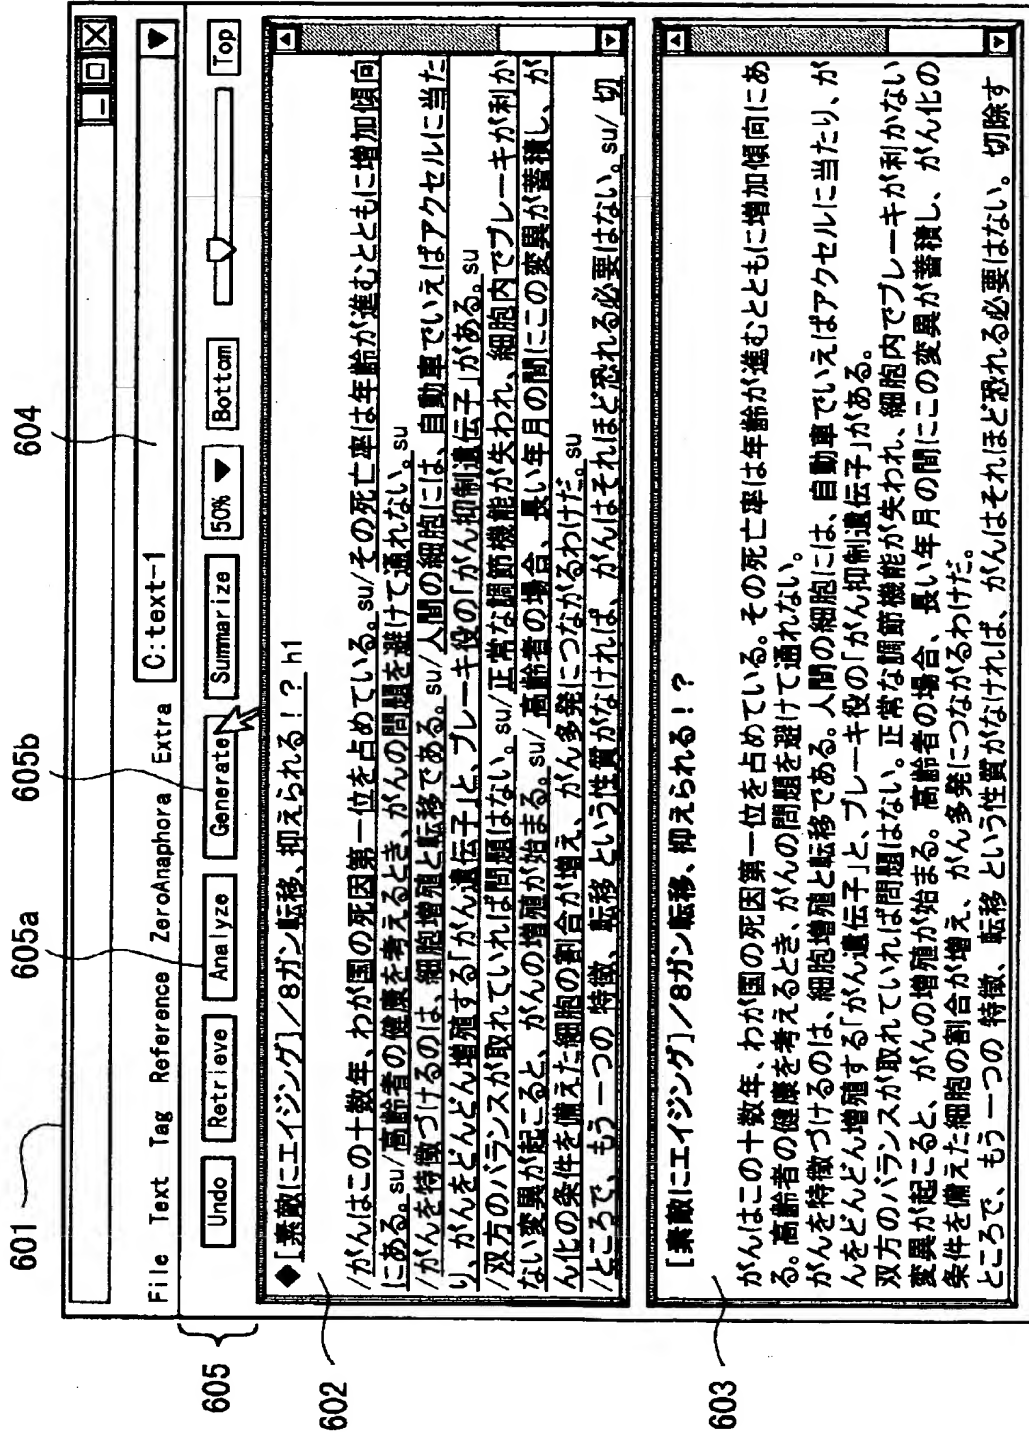 601
605a
605b
604
File Text Tag Reference ZeroAnaphora Extra
C:text-1
605
Undo
Retrieve
Analyze
Generate
Summarize
50%
Bottom
Top
602
◆[素敵にエイジング]/8ガン転移、抑えられる!? h1
/がんはこの十数年、わが国の死因第一位を占めている。su/その死亡率は年齢が進むとともに増加傾向
にある。su/高齢者の健康を考えるとき、がんの問題を避けて通れない。su
/がんを特徴づけるのは、細胞増殖と転移である。su/人間の細胞には、自動車でいえばアクセルに当た
り、がんをどんどん増殖する「がん遺伝子」と、ブレーキ役の「がん抑制遺伝子」がある。su
/双方のバランスが取れていれば問題はない。su/正常な調節機能が失われ、細胞内でブレーキが利か
ない変異が起こると、がんの増殖が始まる。su/高齢者の場合、長い年月の間にこの変異が蓄積し、が
ん化の条件を備えた細胞の割合が増え、がん多発につながるわけだ。su
/ところで、もう一つの特徴、転移という性質がなければ、がんはそれほど恐れる必要はない。su/切
603
[素敵にエイジング]/8ガン転移、抑えられる!?
がんはこの十数年、わが国の死因第一位を占めている。その死亡率は年齢が進むとともに増加傾向にあ
る。高齢者の健康を考えるとき、がんの問題を避けて通れない。
がんを特徴づけるのは、細胞増殖と転移である。人間の細胞には、自動車でいえばアクセルに当たり、が
んをどんどん増殖する「がん遺伝子」と、ブレーキ役の「がん抑制遺伝子」がある。
双方のバランスが取れていれば問題はない。正常な調節機能が失われ、細胞内でブレーキが利かない
変異が起こると、がんの増殖が始まる。高齢者の場合、長い年月の間にこの変異が蓄積し、がん化の
条件を備えた細胞の割合が増え、がん多発につながるわけだ。
ところで、もう一つの特徴、転移という性質がなければ、がんはそれほど恐れる必要はない。切除す